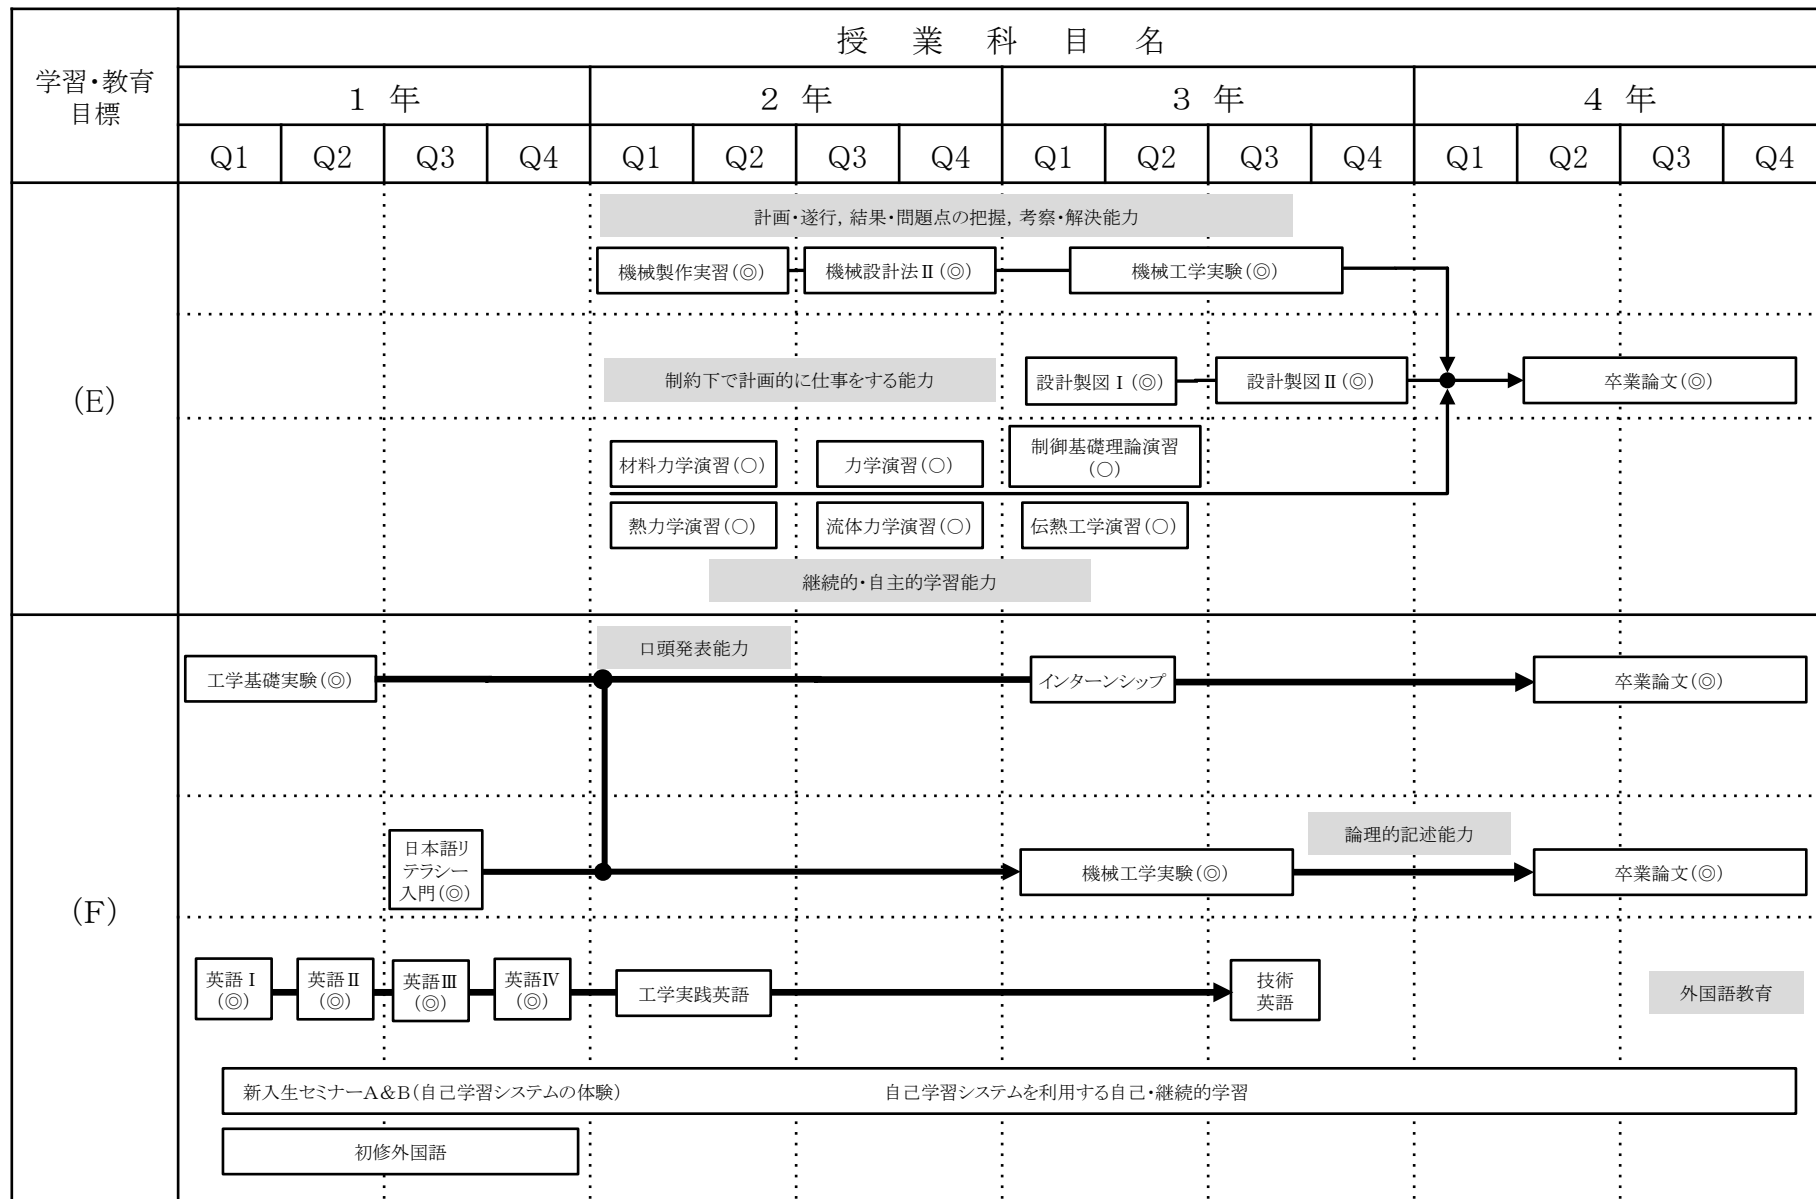 授 業 科 目 名
学習・教育
目標
1 年
2 年
3 年
4 年
Q1
Q2
Q3
Q4
Q1
Q2
Q3
Q4
Q1
Q2
Q3
Q4
Q1
Q2
Q3
Q4
(E)
計画・遂行, 結果・問題点の把握, 考察・解決能力
機械製作実習(◎)
機械設計法Ⅱ(◎)
機械工学実験(◎)
制約下で計画的に仕事をする能力
設計製図Ⅰ(◎)
設計製図Ⅱ(◎)
卒業論文(◎)
材料力学演習(○)
力学演習(○)
制御基礎理論演習
(○)
熱力学演習(○)
流体力学演習(○)
伝熱工学演習(○)
継続的・自主的学習能力
(F)
口頭発表能力
工学基礎実験(◎)
インターンシップ
卒業論文(◎)
論理的記述能力
日本語リ
テラシー
入門(◎)
機械工学実験(◎)
卒業論文(◎)
英語Ⅰ
(◎)
英語Ⅱ
(◎)
英語Ⅲ
(◎)
英語Ⅳ
(◎)
工学実践英語
技術
英語
外国語教育
新入生セミナーA&B(自己学習システムの体験)
自己学習システムを利用する自己・継続的学習
初修外国語